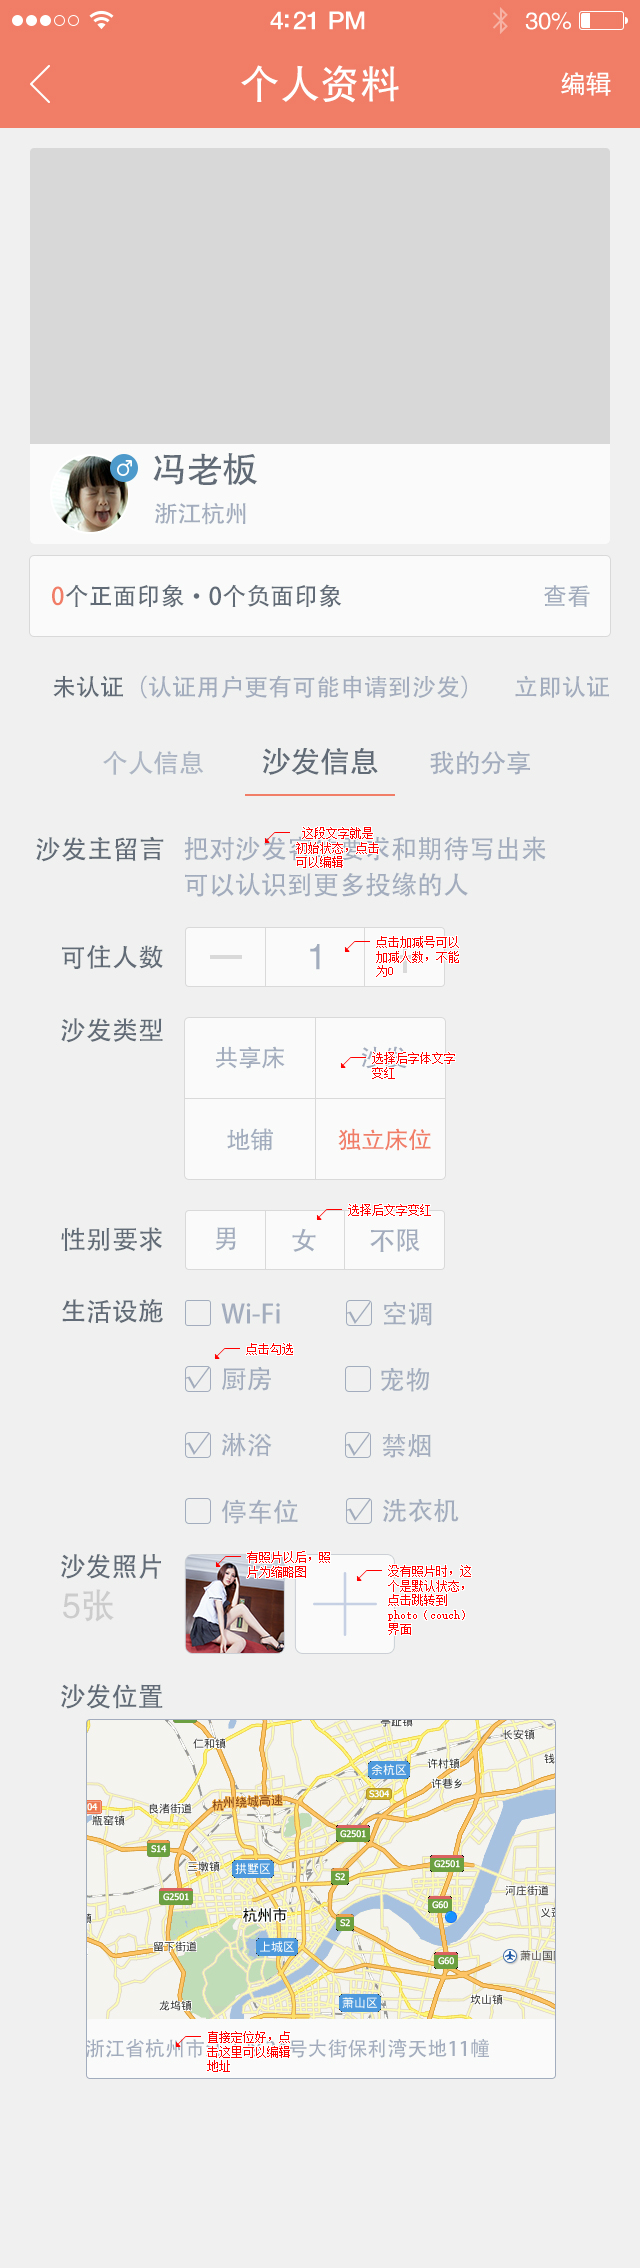 4:21 PM
30%
个人资料
编辑
冯老板
浙江杭州
0个正面印象·0个负面印象
查看
未认证（认证用户更有可能申请到沙发）
立即认证
个人信息
沙发信息
我的分享
沙发主留言
把对沙发客 要求和期待写出来
可以认识到更多投缘的人
这段文字就是
初始状态，点击
可以编辑
可住人数
1
点击加减号可以
加减人数，不能
为0
沙发类型
共享床
沙发
选择后字体文字
变红
地铺
独立床位
选择后文字变红
性别要求
男
女
不限
生活设施
Wi-Fi
空调
点击勾选
厨房
宠物
淋浴
禁烟
停车位
洗衣机
沙发照片
5张
有照片以后，照
片为缩略图
没有照片时，这
个是默认状态，
点击跳转到
photo（couch）
界面
沙发位置
仁和镇
长安镇
余杭区
许村镇
许巷乡
钱
S304
04
良渚街道
杭州绕城高速
瓶窑镇
G2501
S14
三墩镇
拱墅区
G2501
S2
G2501
河庄街道
G60
杭州市
S2
义
留下街道
上城区
G60
萧山国
萧山区
坎山镇
龙坞镇
浙江省杭州市 号大街保利湾天地11幢
直接定位好，点
击这里可以编辑
地址